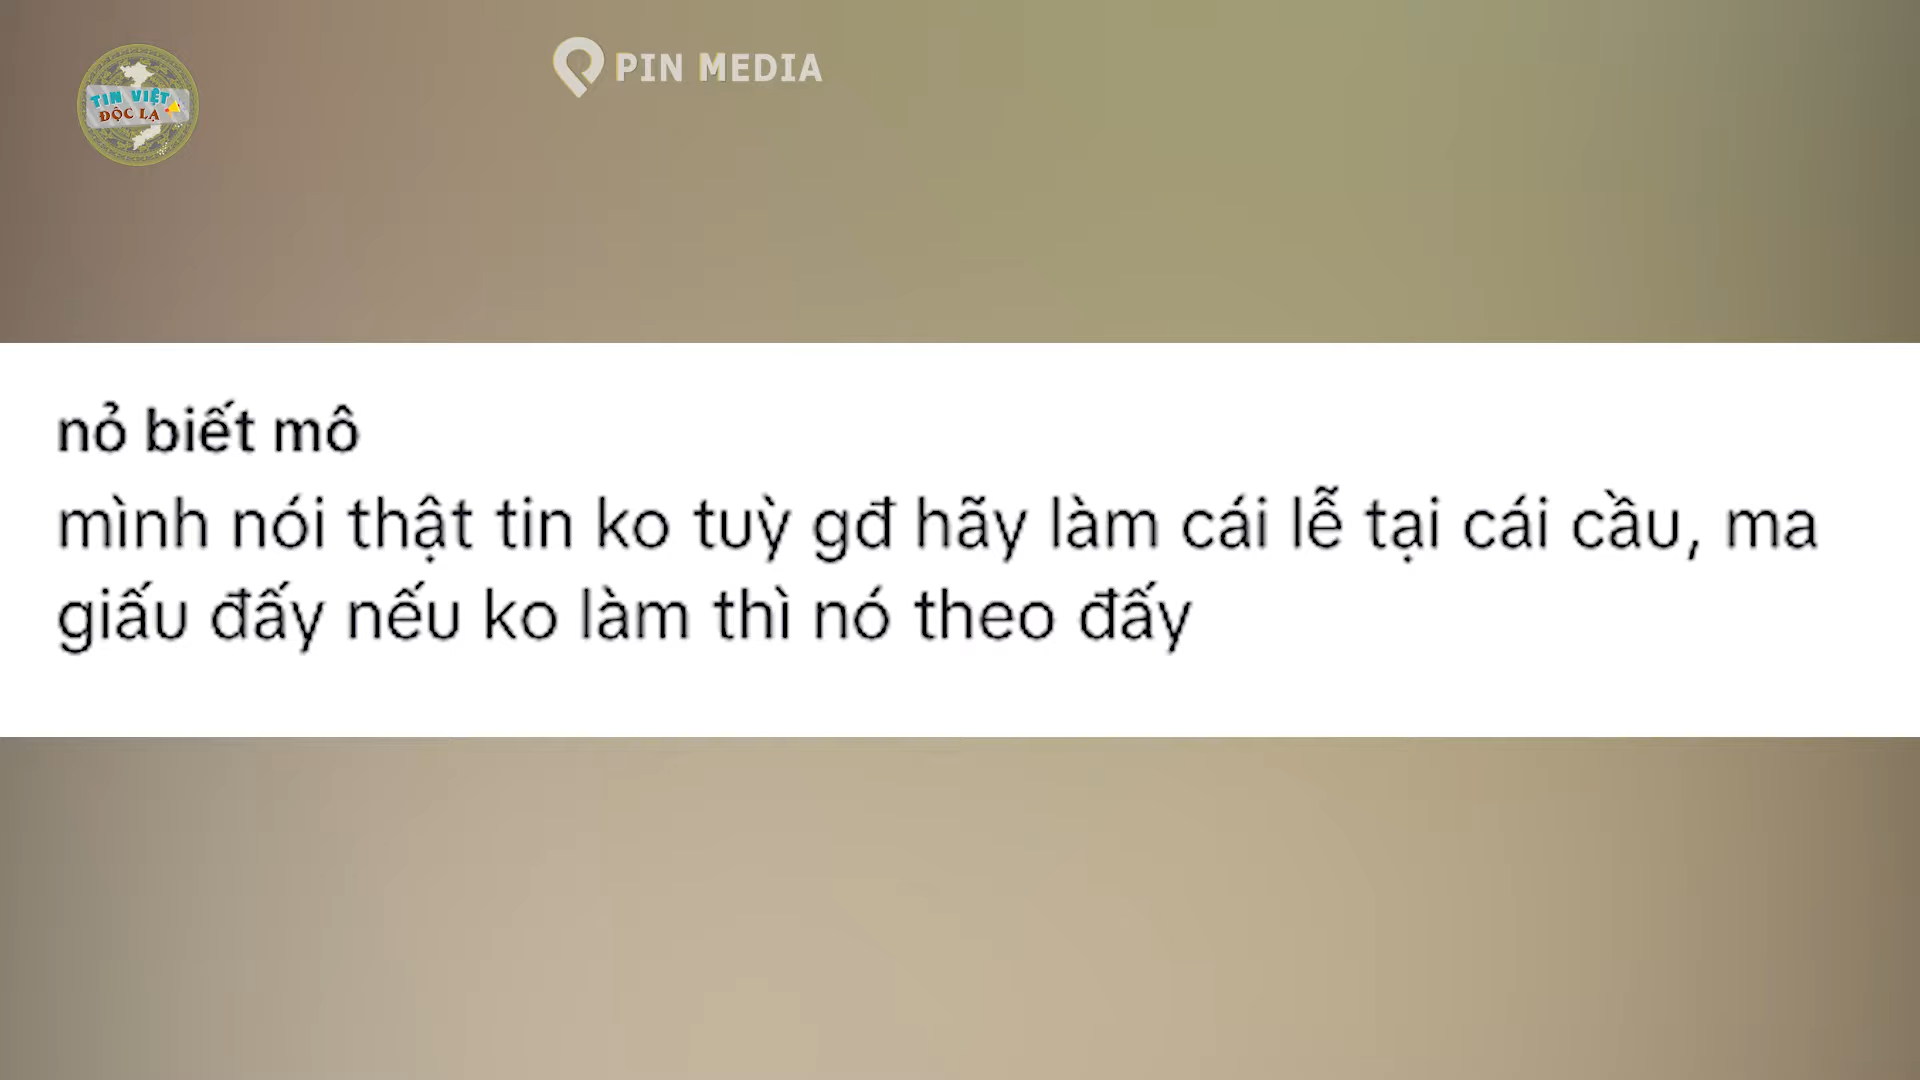 PIN MEDIA
TIN VIỆT
ĐỘC LẠ
nỏ biết mô
mình nói thật tin ko tuỳ gđ hãy làm cái lễ tại cái cầu, ma
giấu đấy nếu ko làm thì nó theo đấy